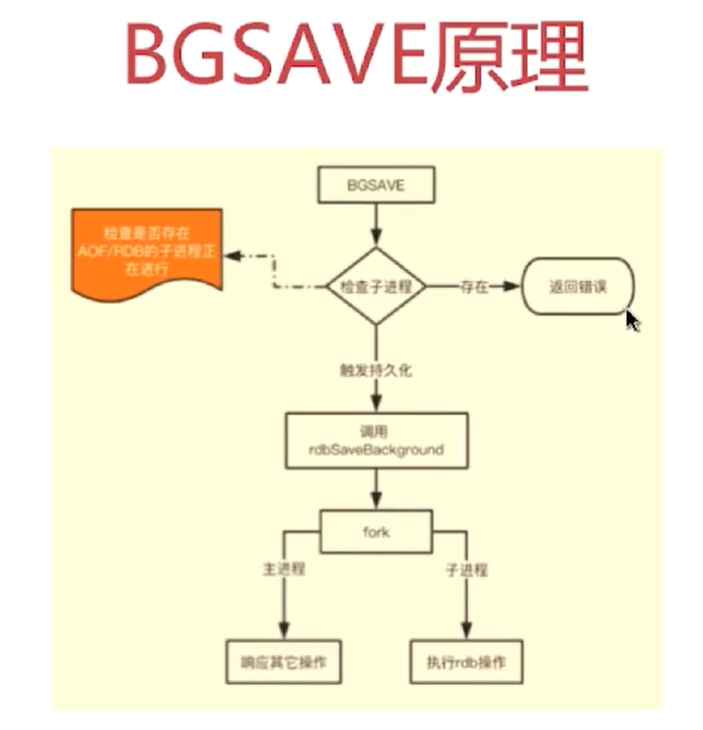 BGSAVE原理
BGSAVE
检查是否存在
AOF/RDB的子进程正
在进行
检查子进程
存在
返回错误
触发持久化
调用
rdbSaveBackground
fork
主进程
子进程
响应其它操作
执行rdb操作